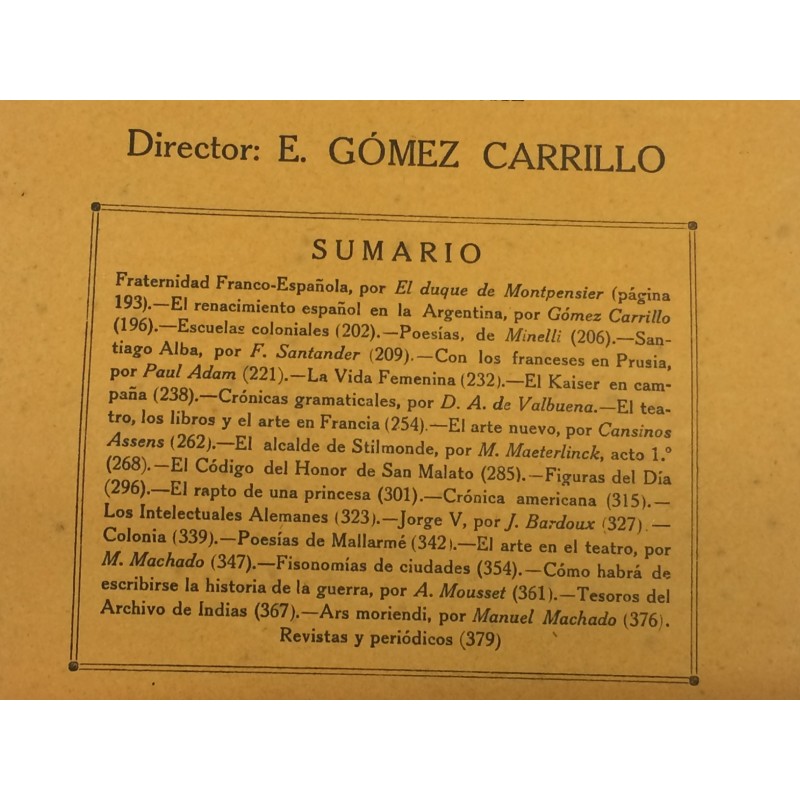 Director: E. GÓMEZ CARRILLO
SUMARIO
Fraternidad Franco-Española, por El duque de Montpensier (página
193).—El renacimiento español en la Argentina, por Gómez Carrillo
(196).—Escuelas coloniales (202).—Poesías, de Minelli (206).—San-
tiago Alba, por F. Santander (209).—Con los franceses en Prusia,
por Paul Adam (221).—La Vida Femenina (232).—El Kaiser en cam-
paña (238).—Crónicas gramaticales, por D. A. de Valbuena.—El tea-
tro, los libros y el arte en Francia (254).—El arte nuevo, por Cansinos
Assens (262).—El alcalde de Stilmonde, por M. Maeterlinck, acto 1.º
(268).—El Código del Honor de San Malato (285).—Figuras del Día
(296).—El rapto de una princesa (301).—Crónica americana (315).—
Los Intelectuales Alemanes (323).—Jorge V, por J. Bardoux (327).—
Colonia (339).—Poesías de Mallarmé (342).—El arte en el teatro, por
M. Machado (347).—Fisonomías de ciudades (354).—Cómo habrá de
escribirse la historia de la guerra, por A. Mousset (361).—Tesoros del
Archivo de Indias (367).—Ars moriendi, por Manuel Machado (376).
Revistas y periódicos (379)